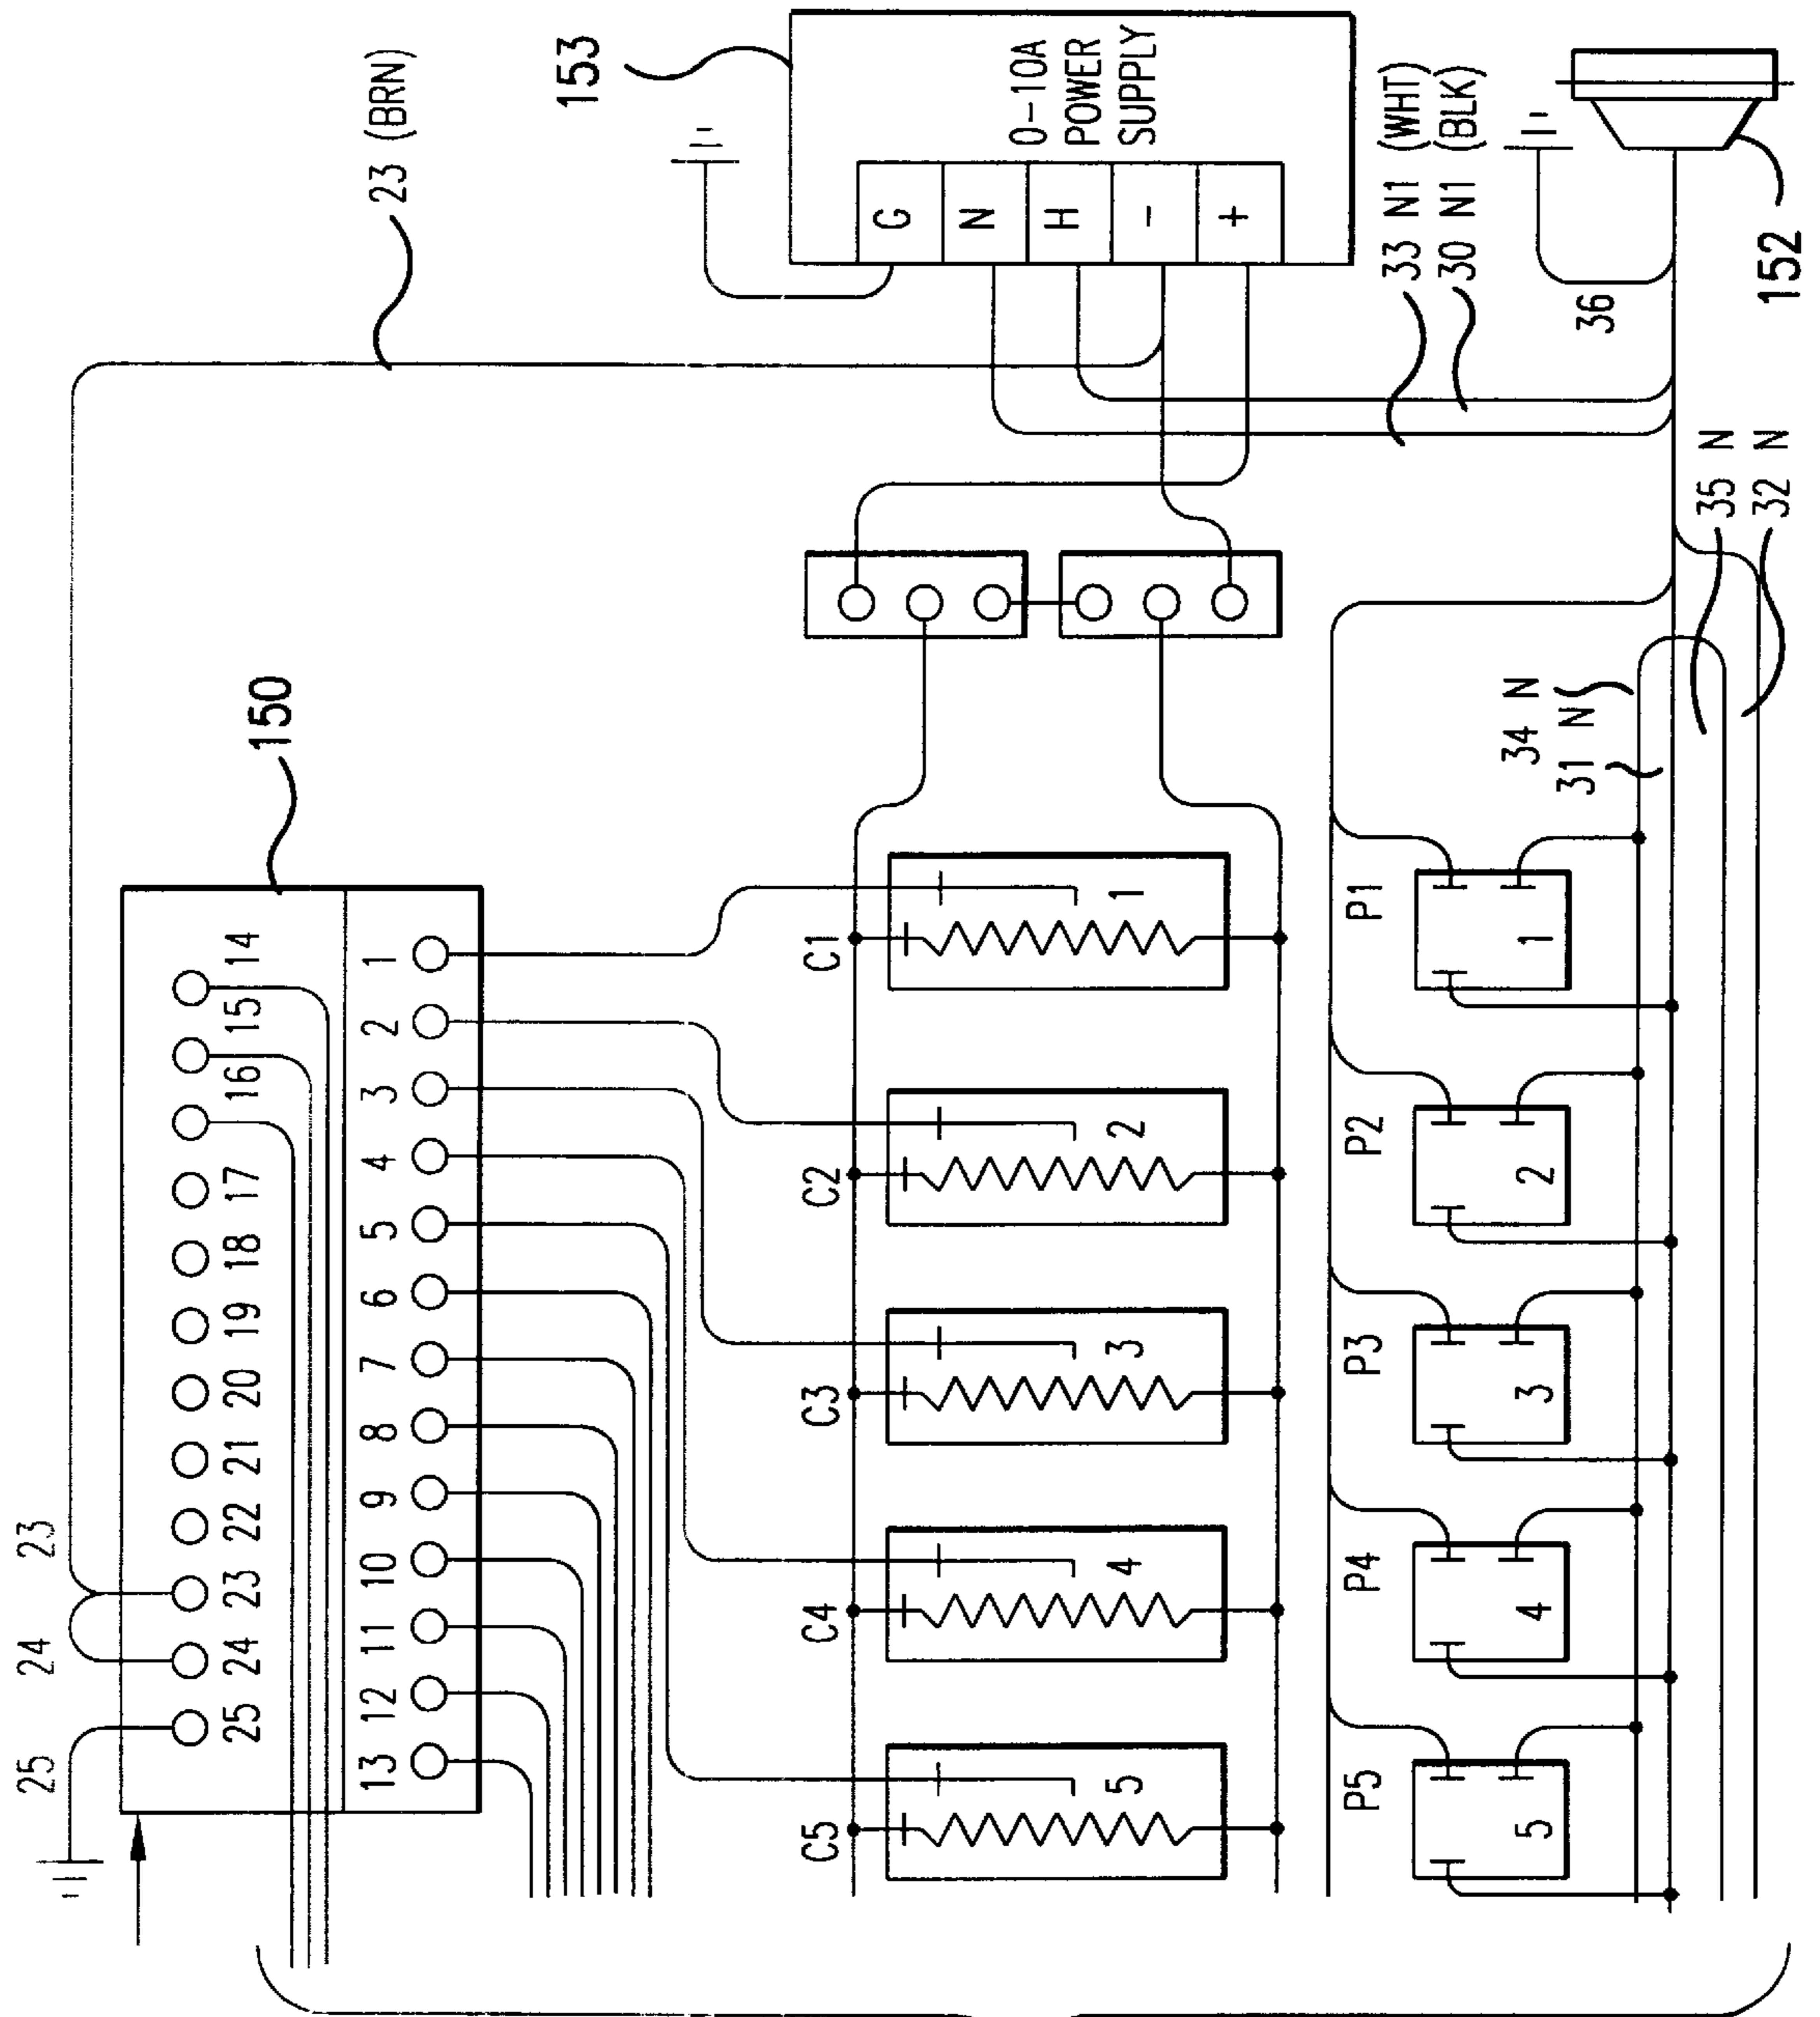 23 (BRN)
153
0-10A
POWER
SUPPLY
G
N
H
-
+
33 N1 (WHT)
30 N1 (BLK)
36
152
35 N
32 N
34 N
31 N
150
25
24
23
25 24 23 22 21 20 19 18 17 16 15 14
13 12 11 10 9 8 7 6 5 4 3 2 1
C5 C4 C3 C2 C1
5 4 3 2 1
P5 P4 P3 P2 P1
5 4 3 2 1